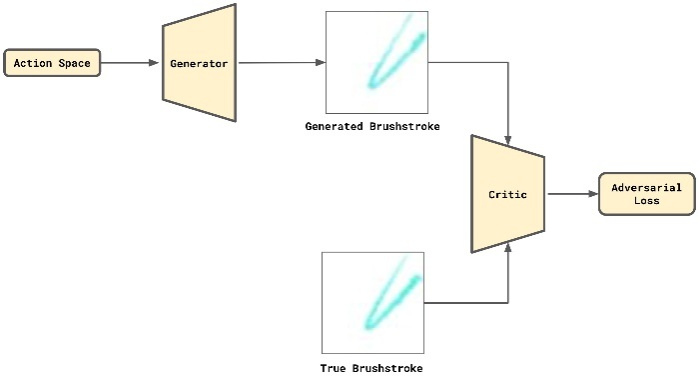 Action Space
Generator
Generated Brushstroke
Critic
Adversarial
Loss
True Brushstroke